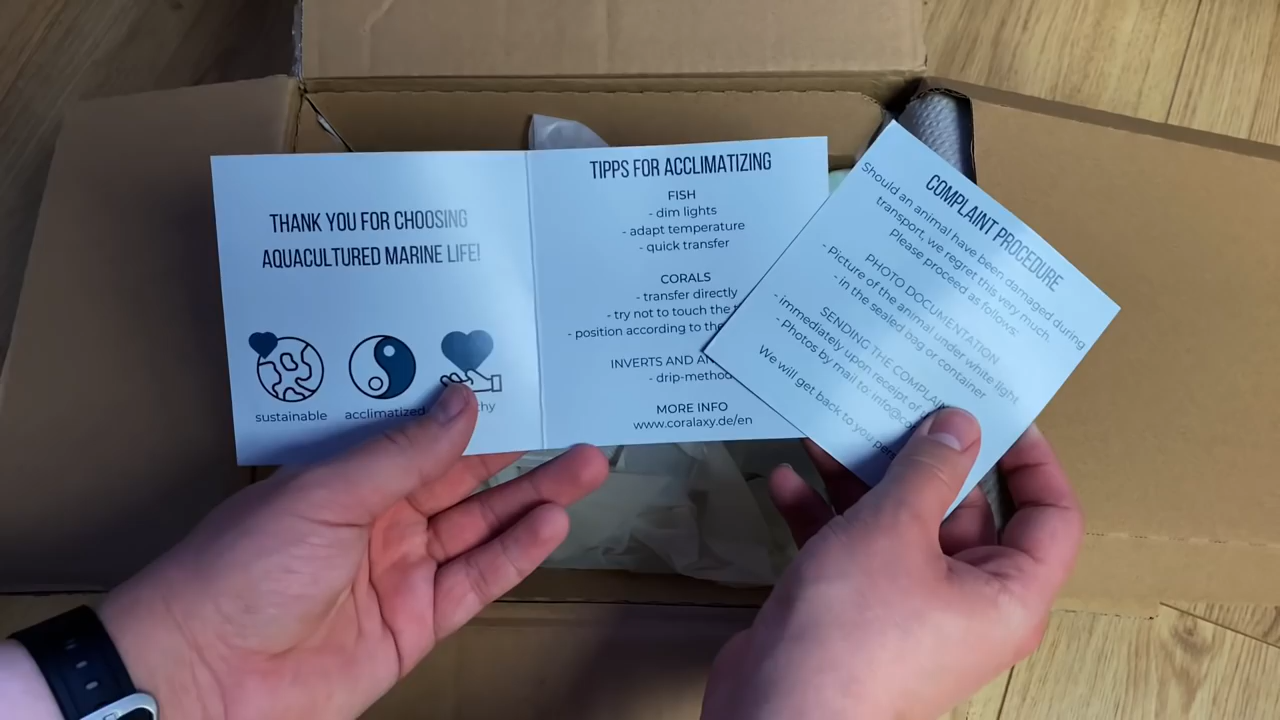 THANK YOU FOR CHOOSING
AQUACULTURED MARINE LIFE!
sustainable
acclimatized
TIPPS FOR ACCLIMATIZING
FISH
- dim lights
- adapt temperature
- quick transfer
CORALS
- transfer directly
- try not to touch the
- position according to the
INVERTS AND
- drip-method
MORE INFO
www.coralaxy.de/en
COMPLAINT PROCEDURE
Should an animal have been damaged during
transport, we regret this very much.
Please proceed as follows:
PHOTO DOCUMENTATION
- Picture of the animal under white light
- in the sealed bag or container
SENDING THE COMPLAINT
- immediately upon receipt of
- Photos by mail to: info@co
We will get back to you